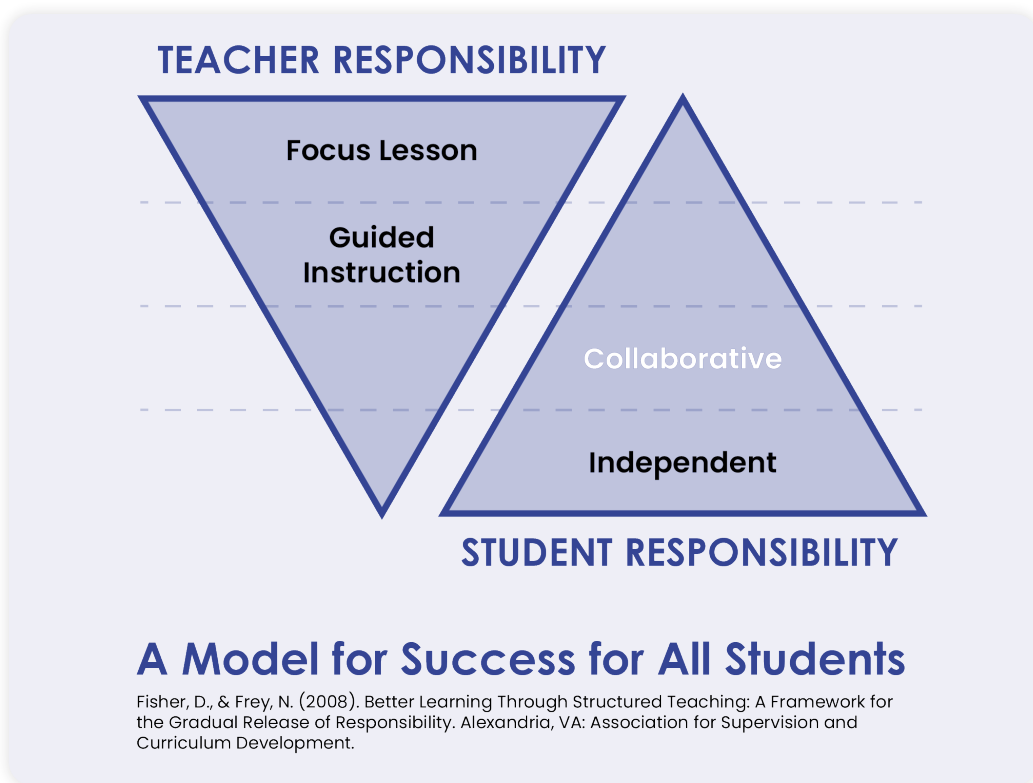 TEACHER RESPONSIBILITY
Focus Lesson
Guided
Instruction
Collaborative
Independent
STUDENT RESPONSIBILITY
A Model for Success for All Students
Fisher, D., & Frey, N. (2008). Better Learning Through Structured Teaching: A Framework for
the Gradual Release of Responsibility. Alexandria, VA: Association for Supervision and
Curriculum Development.